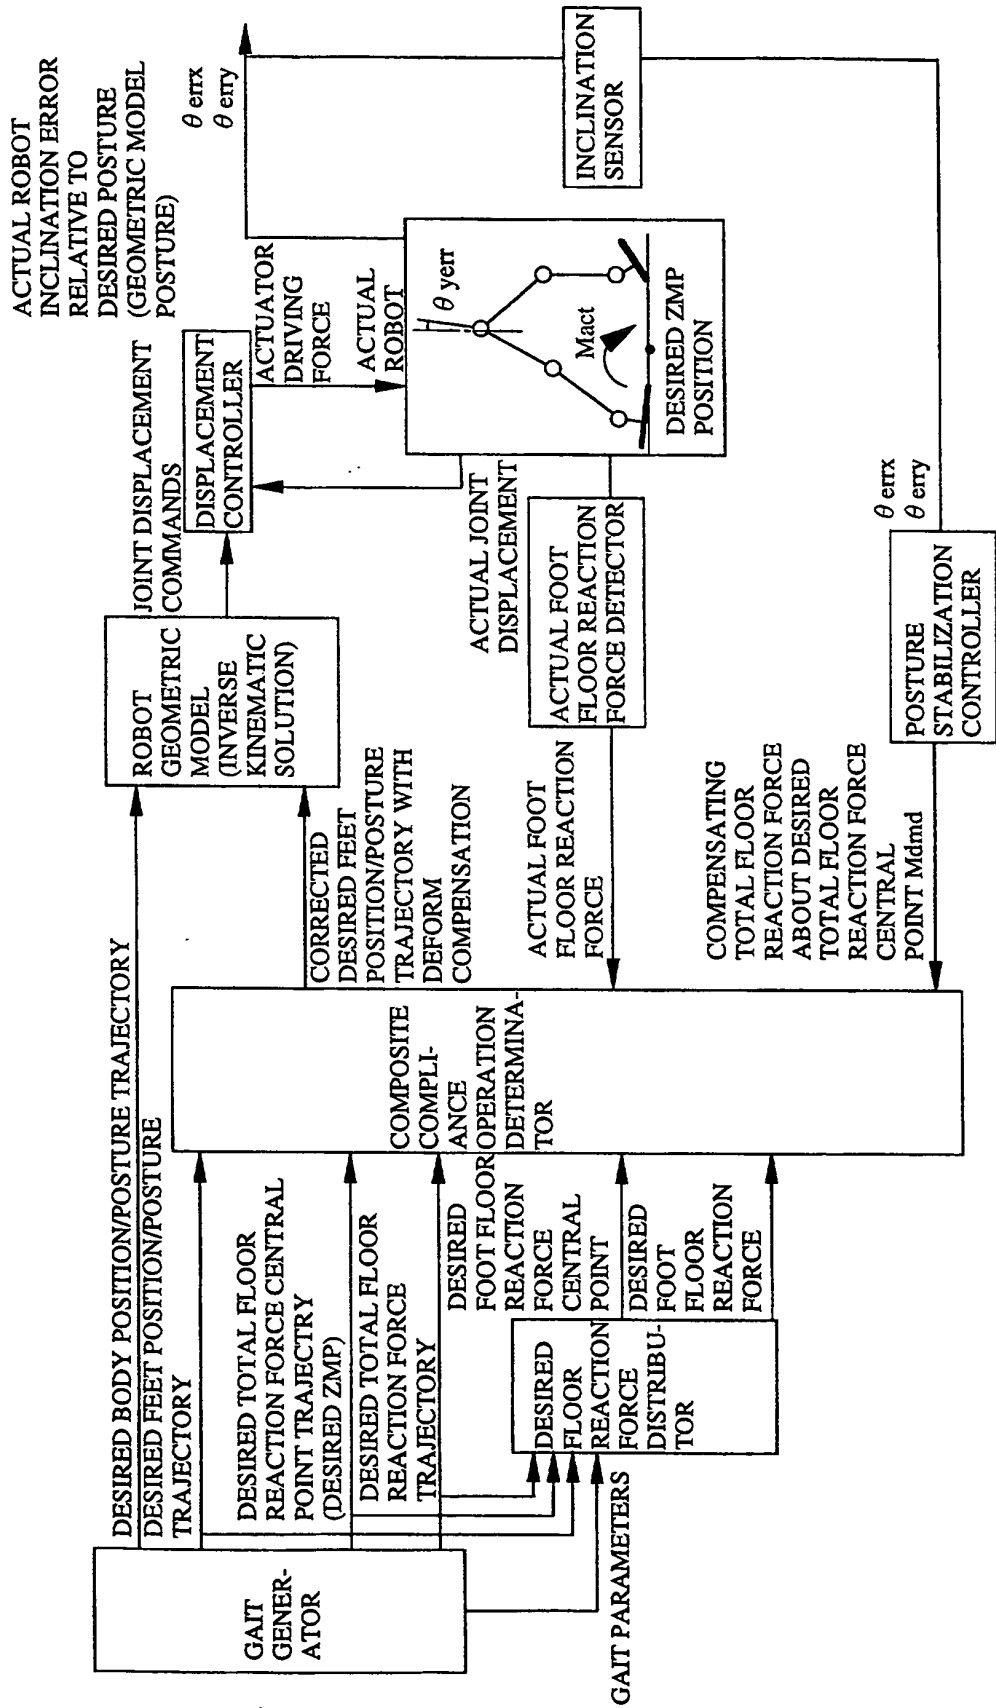 GAIT
GENER-
ATOR
DESIRED BODY POSITION/POSTURE TRAJECTORY
DESIRED FEET POSITION/POSTURE
TRAJECTORY
DESIRED TOTAL FLOOR
REACTION FORCE CENTRAL
POINT TRAJECTRY
(DESIRED ZMP)
DESIRED TOTAL FLOOR
REACTION FORCE
TRAJECTORY
GAIT PARAMETERS
DESIRED
FLOOR
REACTION
FORCE
DISTRIBU-
TOR
DESIRED
FOOT FLOOR
REACTION
FORCE
CENTRAL
POINT
DESIRED
FOOT
FLOOR
REACTION
FORCE
COMPOSITE
COMPLI-
ANCE
OPERATION
DETERMINA-
TOR
CORRECTED
DESIRED FEET
POSITION/POSTURE
TRAJECTORY WITH
DEFORM
COMPENSATION
ACTUAL FOOT
FLOOR REACTION
FORCE
COMPENSATING
TOTAL FLOOR
REACTION FORCE
ABOUT DESIRED
TOTAL FLOOR
REACTION FORCE
CENTRAL
POINT Mdmd
ROBOT
GEOMETRIC
MODEL
(INVERSE
KINEMATIC
SOLUTION)
JOINT DISPLACEMENT
COMMANDS
DISPLACEMENT
CONTROLLER
ACTUATOR
DRIVING
FORCE
ACTUAL
ROBOT
ACTUAL JOINT
DISPLACEMENT
ACTUAL FOOT
FLOOR REACTION
FORCE DETECTOR
POSTURE
STABILIZATION
CONTROLLER
θ errx
θ erry
θ yerr
Mact
DESIRED ZMP
POSITION
ACTUAL ROBOT
INCLINATION ERROR
RELATIVE TO
DESIRED POSTURE
(GEOMETRIC MODEL
POSTURE)
θ errx
θ erry
INCLINATION
SENSOR